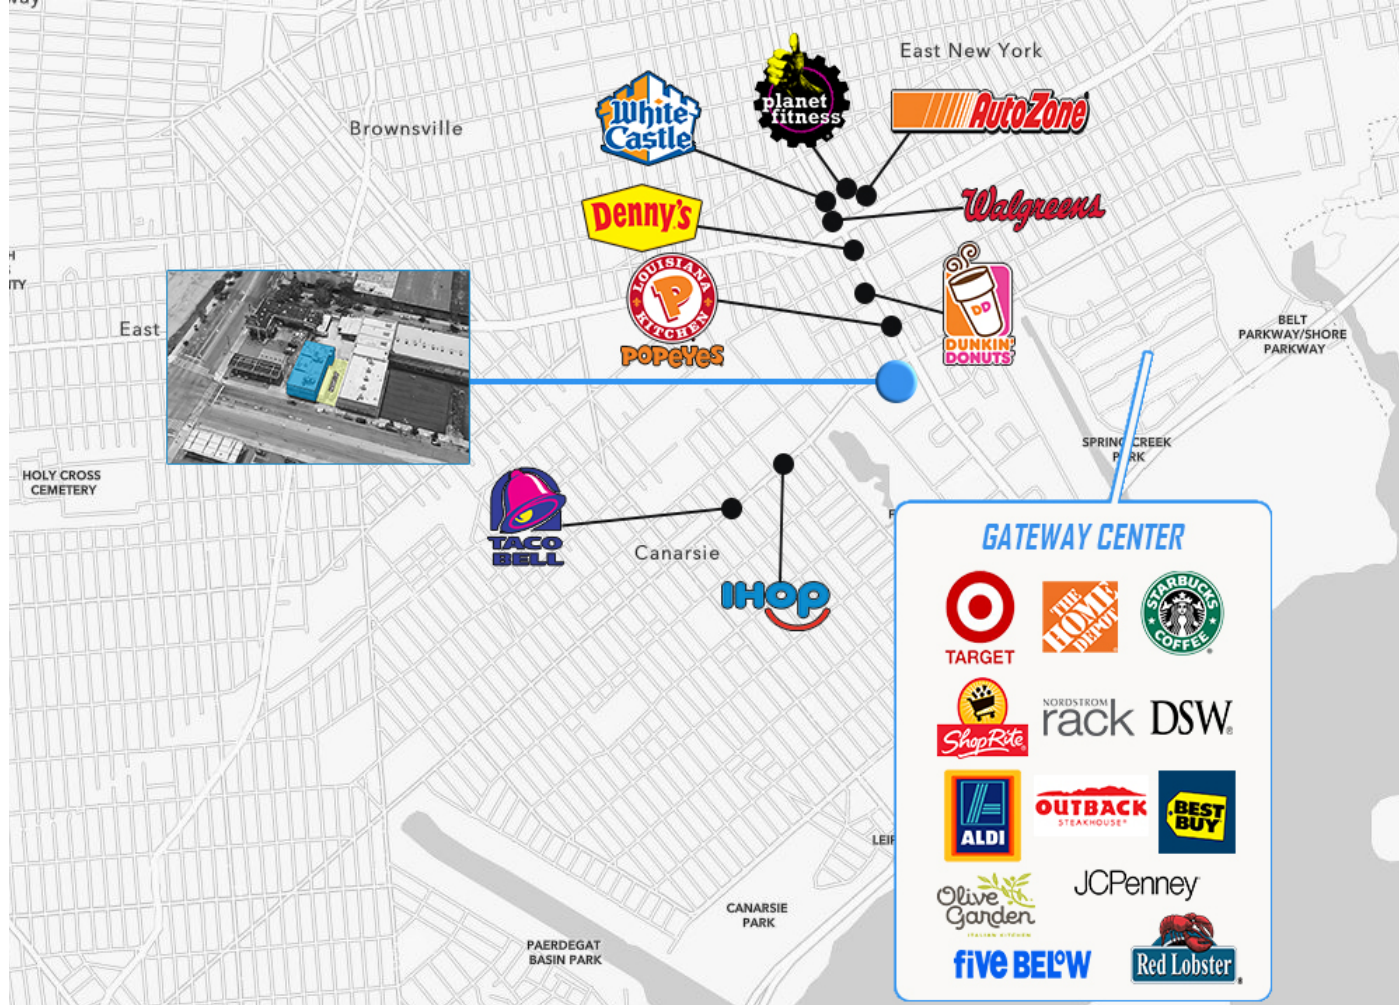 East New York
planet
fitness
AutoZone
White
Castle
Brownsville
Walgreens
Denny's
LOUISIANA
KITCHEN
POPEYES
DD
DUNKIN'
DONUTS
East
BELT
PARKWAY/SHORE
PARKWAY
SPRING CREEK
PARK
HOLY CROSS
CEMETERY
TACO
BELL
Canarsie
IHOP
GATEWAY CENTER
TARGET
THE
HOME
DEPOT
STARBUCKS
COFFEE
ShopRite
NORDSTROM
rack
DSW
ALDI
OUTBACK
STEAKHOUSE
BEST
BUY
Olive
Garden
ITALIAN KITCHEN
JCPenney
five BELOW
Red Lobster
CANARSIE
PARK
PAERDEGAT
BASIN PARK